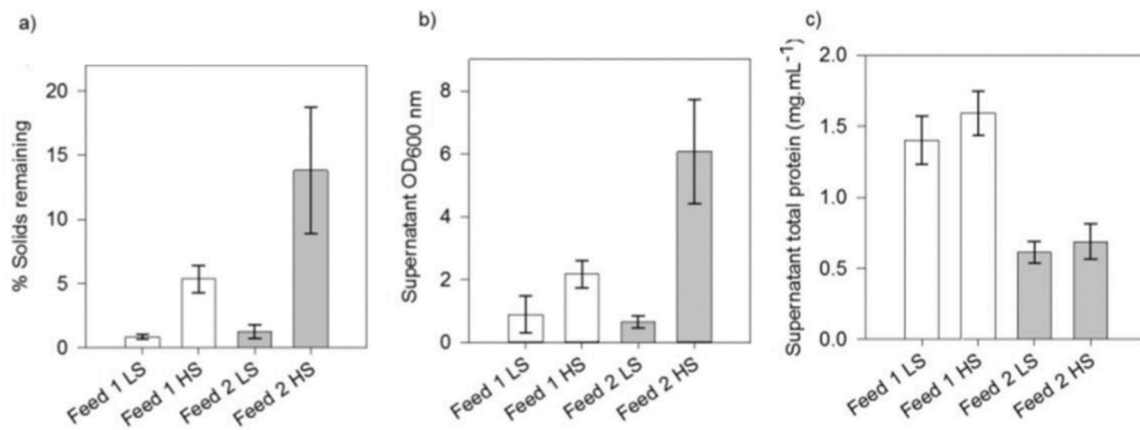 a)
% Solids remaining
20
15
10
5
0
Feed 1 LS
Feed 1 HS
Feed 2 LS
Feed 2 HS
b)
Supernatant OD600 nm
8
6
4
2
0
Feed 1 LS
Feed 1 HS
Feed 2 LS
Feed 2 HS
c)
Supernatant total protein (mg.mL-1)
2.0
1.5
1.0
0.5
0.0
Feed 1 LS
Feed 1 HS
Feed 2 LS
Feed 2 HS